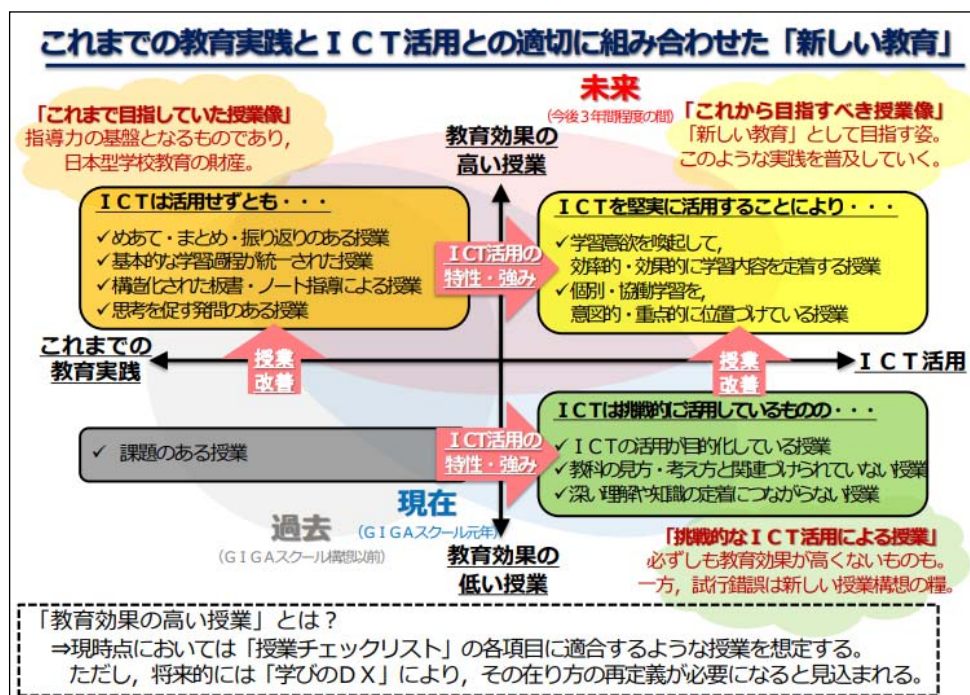 これまでの教育実践とＩＣＴ活用との適切に組み合わせた「新しい教育」
「これまで目指していた授業像」
指導力の基盤となるものであり，
日本型学校教育の財産。
未来
（今後３年間程度の間）
教育効果の
高い授業
「これから目指すべき授業像」
「新しい教育」として目指す姿。
このような実践を普及していく。
ＩＣＴは活用せずとも・・・
✓めあて・まとめ・振り返りのある授業
✓基本的な学習過程が統一された授業
✓構造化された板書・ノート指導による授業
✓思考を促す発問のある授業
ＩＣＴ活用の
特性・強み
ＩＣＴを堅実に活用することにより・・・
✓学習意欲を喚起して，
効率的・効果的に学習内容を定着する授業
✓個別・協働学習を，
意図的・重点的に位置づけている授業
これまでの
教育実践
授業
改善
授業
改善
ＩＣＴ活用
✓ 課題のある授業
ＩＣＴ活用の
特性・強み
ＩＣＴは挑戦的に活用しているものの・・・
✓ＩＣＴの活用が目的化している授業
✓教科の見方・考え方と関連づけられていない授業
✓深い理解や知識の定着につながらない授業
過去
（ＧＩＧＡスクール構想以前）
現在
（ＧＩＧＡスクール元年）
教育効果の
低い授業
「挑戦的なＩＣＴ活用による授業」
必ずしも教育効果が高くないものも。
一方，試行錯誤は新しい授業構想の糧。
「教育効果の高い授業」とは？
⇒現時点においては「授業チェックリスト」の各項目に適合するような授業を想定する。
ただし，将来的には「学びのＤＸ」により，その在り方の再定義が必要になると見込まれる。